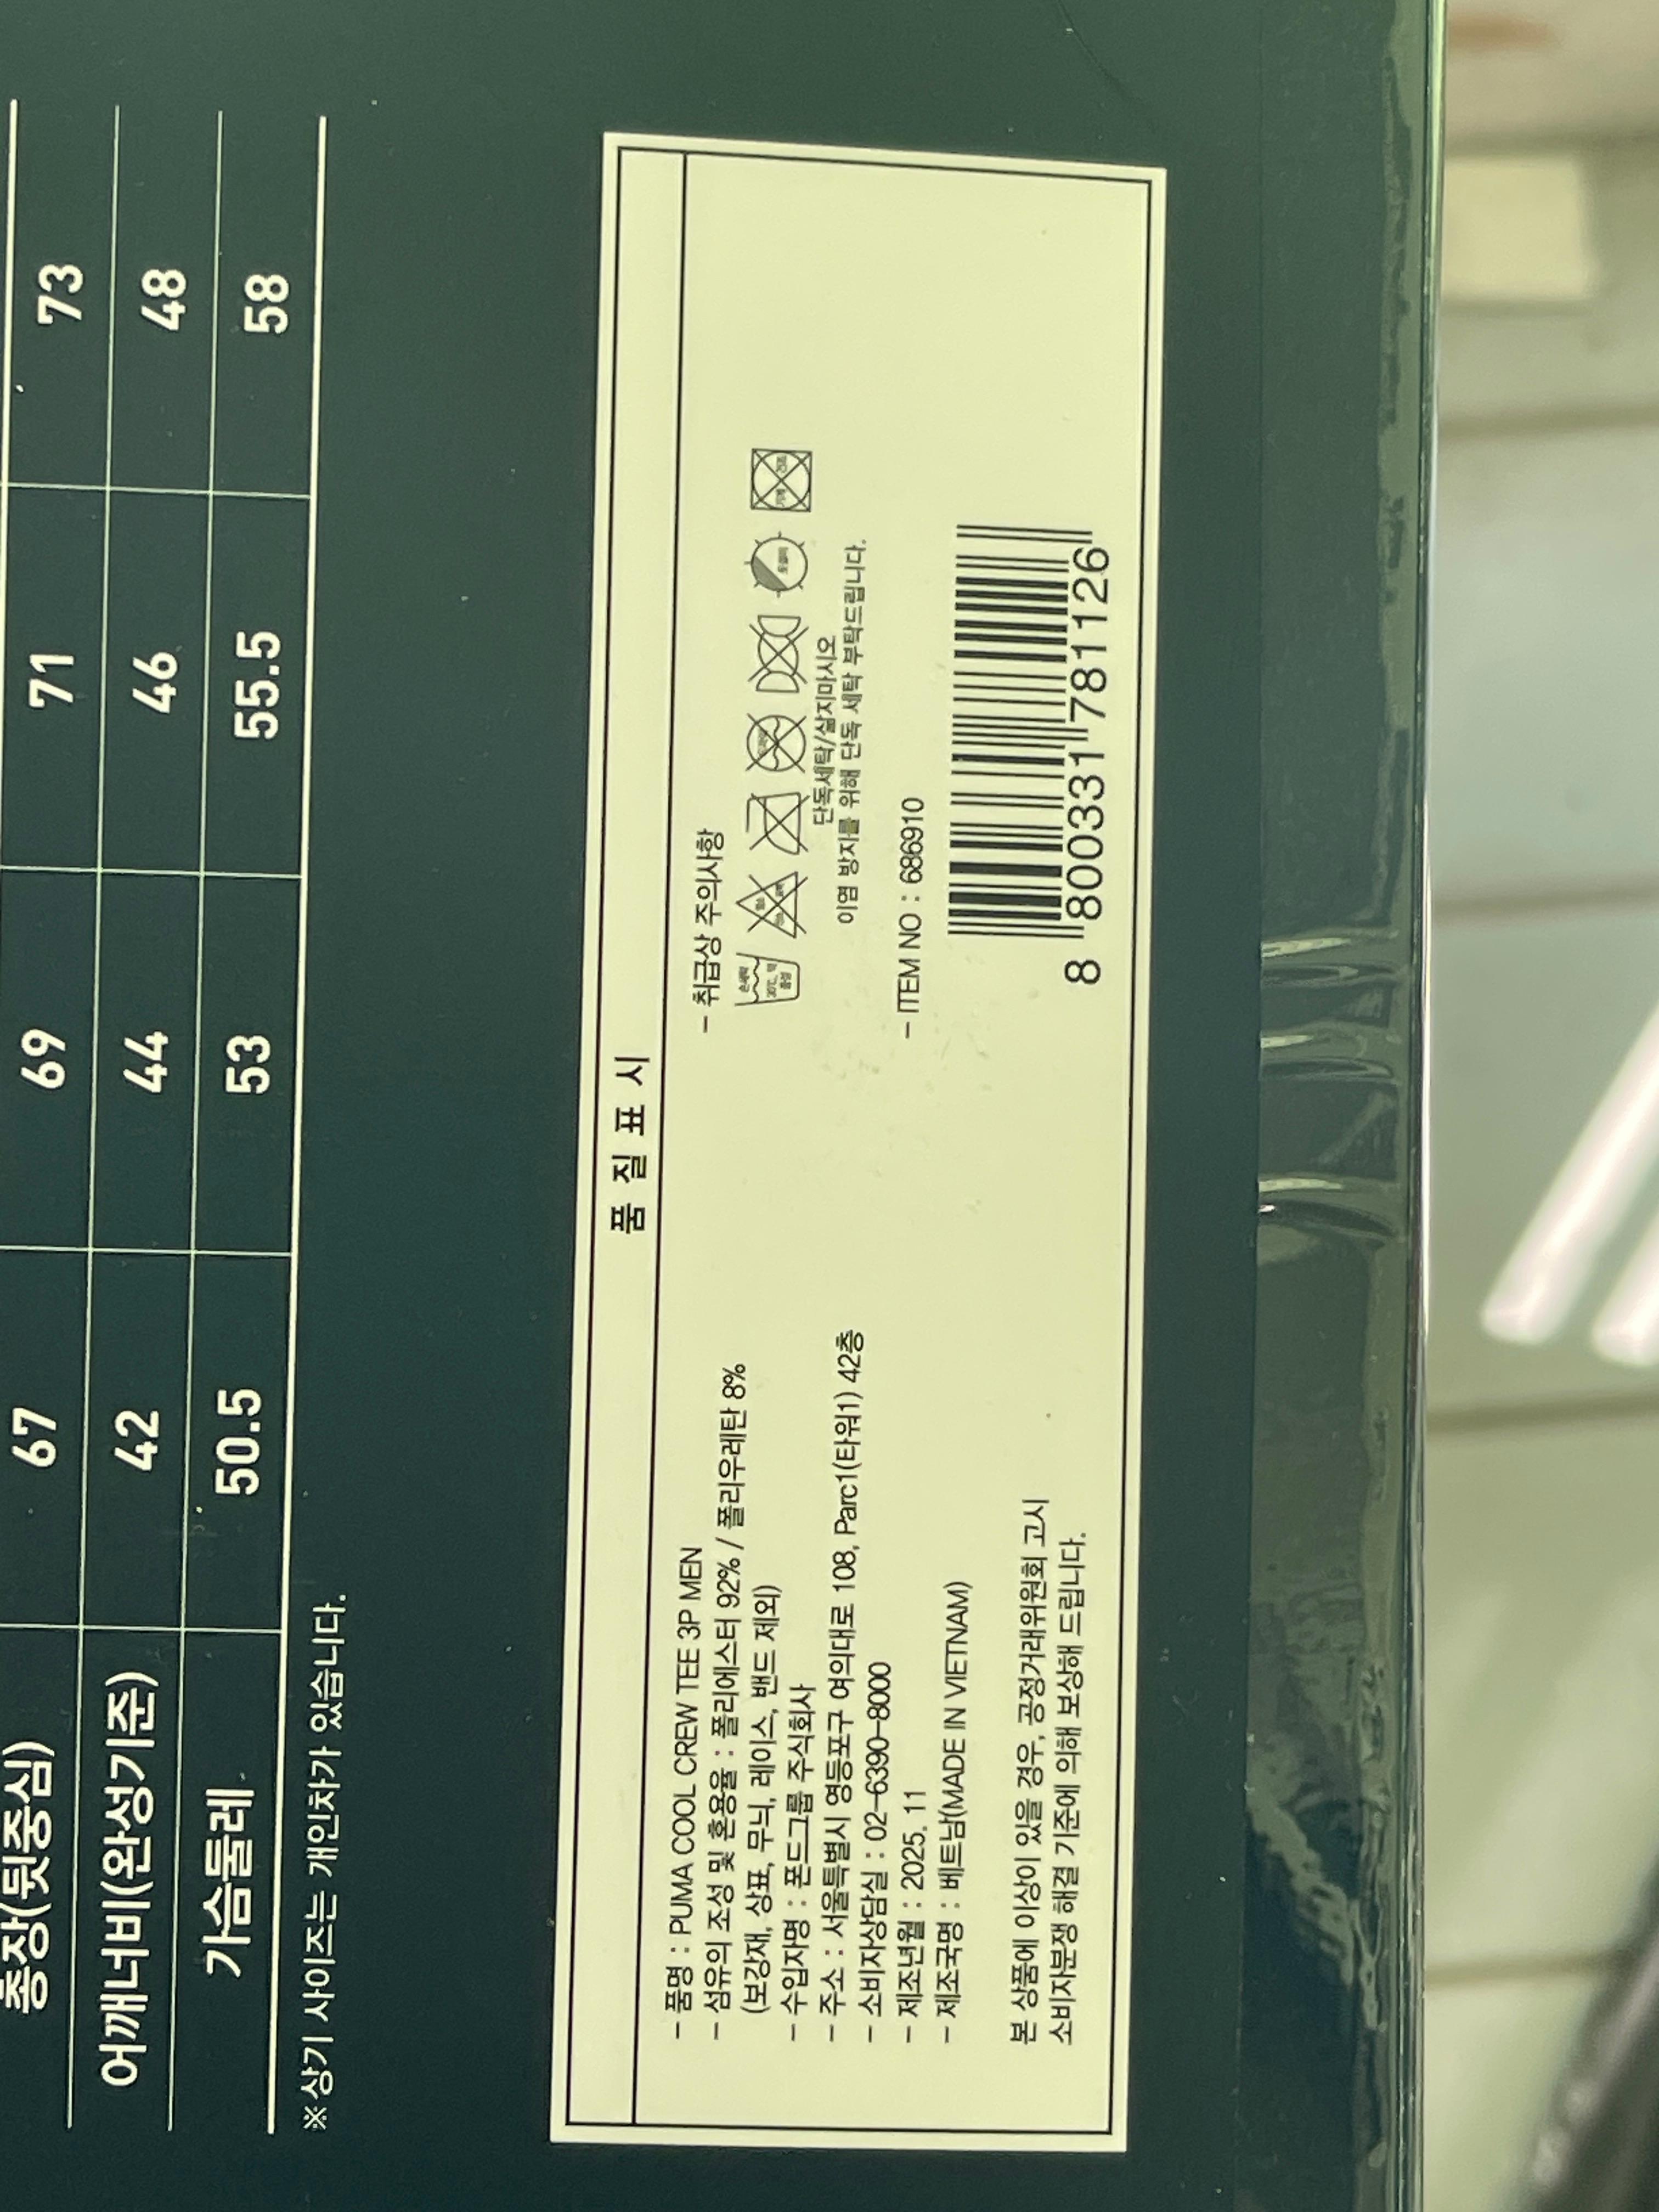 총장(뒷중심) 67 69 71 73
어깨너비(완성기준) 42 44 46 48
가슴둘레 50.5 53 55.5 58
※상기 사이즈는 개인차가 있습니다.
품 질 표 시
- 품명 : PUMA COOL CREW TEE 3P MEN
- 섬유의 조성 및 혼용율 : 폴리에스터 92% / 폴리우레탄 8%
(보강재, 상표, 무늬, 레이스, 밴드 제외)
- 수입자명 : 폰드그룹 주식회사
- 주소 : 서울특별시 영등포구 여의대로 108, Parc1(타워1) 42층
- 소비자상담실 : 02-6390-8000
- 제조년월 : 2025. 11
- 제조국명 : 베트남(MADE IN VIETNAM)
본 상품에 이상이 있을 경우, 공정거래위원회 고시
소비자분쟁 해결 기준에 의해 보상해 드립니다.
- 취급상 주의사항
손세탁
30℃, 약
중성
단독세탁/삶지마시오
이염 방지를 위해 단독 세탁 부탁드립니다.
- ITEM NO : 686910
8 800331 781126